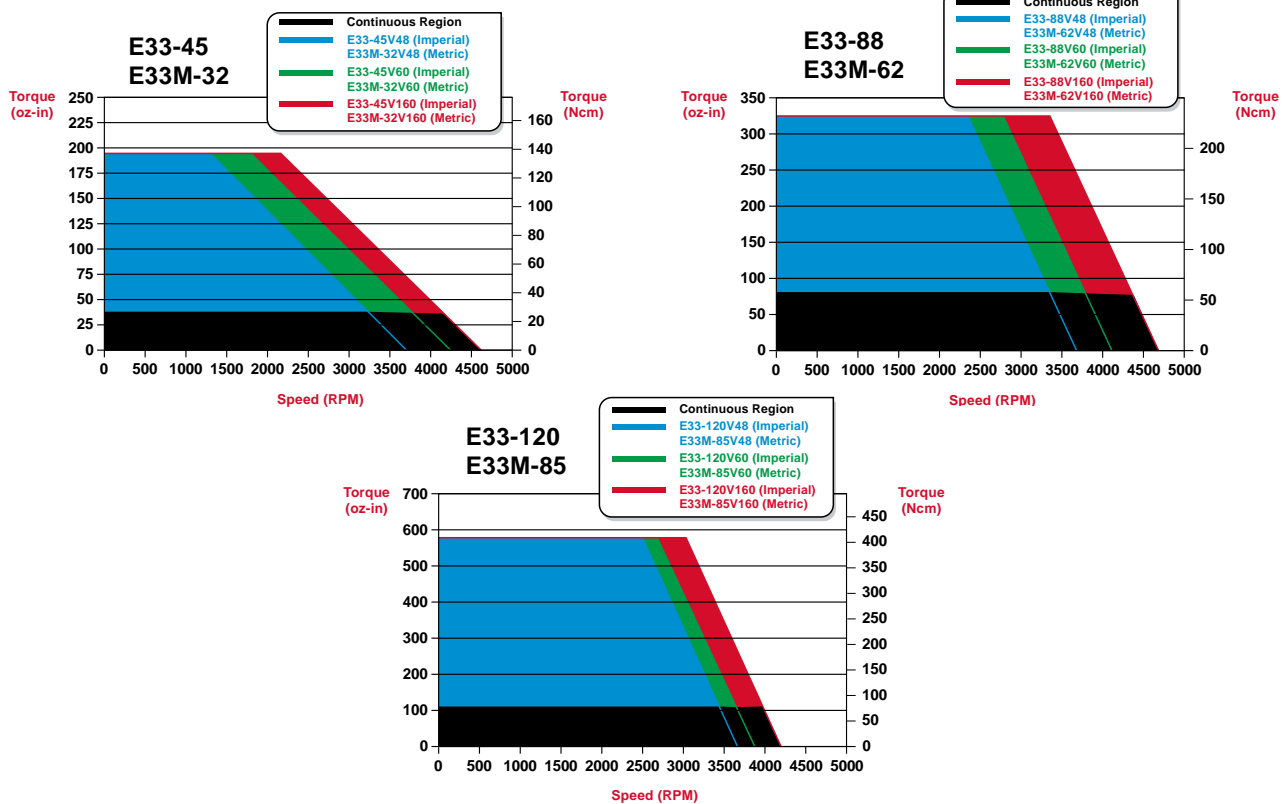 E33-45
E33M-32
Continuous Region
E33-45V48 (Imperial)
E33M-32V48 (Metric)
E33-45V60 (Imperial)
E33M-32V60 (Metric)
E33-45V160 (Imperial)
E33M-32V160 (Metric)
Torque
(oz-in)
250
225
200
175
150
125
100
75
50
25
0
Torque
(Ncm)
160
140
120
100
80
60
40
20
0
0 500 1000 1500 2000 2500 3000 3500 4000 4500 5000
Speed (RPM)
E33-88
E33M-62
Continuous Region
E33-88V48 (Imperial)
E33M-62V48 (Metric)
E33-88V60 (Imperial)
E33M-62V60 (Metric)
E33-88V160 (Imperial)
E33M-62V160 (Metric)
Torque
(oz-in)
350
300
250
200
150
100
50
0
Torque
(Ncm)
200
150
100
50
0
0 500 1000 1500 2000 2500 3000 3500 4000 4500 5000
Speed (RPM)
E33-120
E33M-85
Continuous Region
E33-120V48 (Imperial)
E33M-85V48 (Metric)
E33-120V60 (Imperial)
E33M-85V60 (Metric)
E33-120V160 (Imperial)
E33M-85V160 (Metric)
Torque
(oz-in)
700
600
500
400
300
200
100
0
Torque
(Ncm)
450
400
350
300
250
200
150
100
50
0
0 500 1000 1500 2000 2500 3000 3500 4000 4500 5000
Speed (RPM)